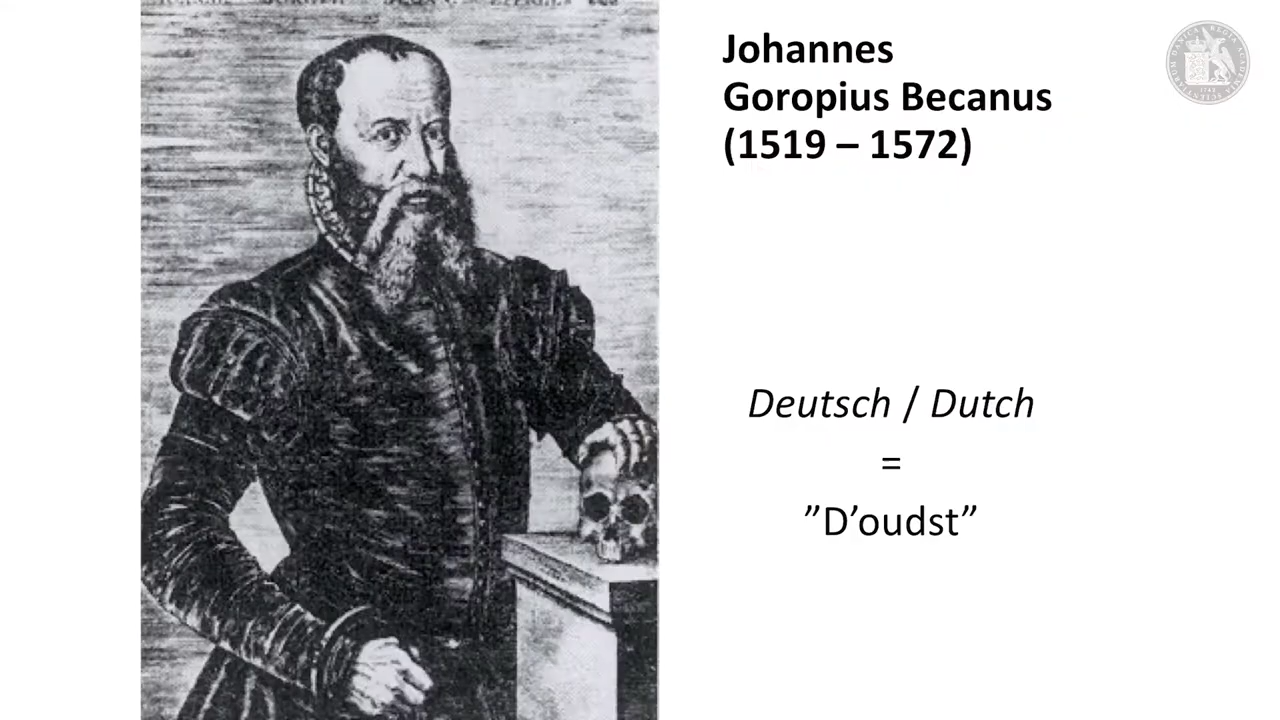 Johannes
Goropius Becanus
(1519 – 1572)
Deutsch / Dutch
=
”D’oudst”